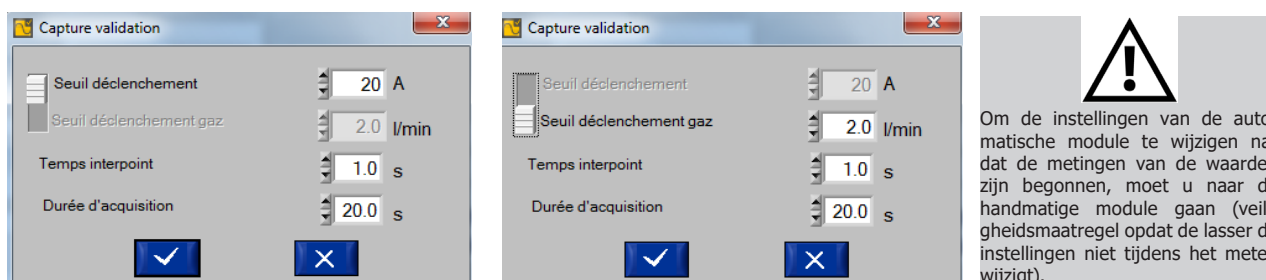 Capture validation
Seuil déclenchement 20 A
Seuil déclenchement gaz 2.0 l/min
Temps interpoint 1.0 s
Durée d'acquisition 20.0 s
Capture validation
Seuil déclenchement 20 A
Seuil déclenchement gaz 2.0 l/min
Temps interpoint 1.0 s
Durée d'acquisition 20.0 s
Om de instellingen van de auto
matische module te wijzigen na
dat de metingen van de waarde
zijn begonnen, moet u naar d
handmatige module gaan (veil
gheidsmaatregel opdat de lasser d
instellingen niet tijdens het mete
wijzigt).